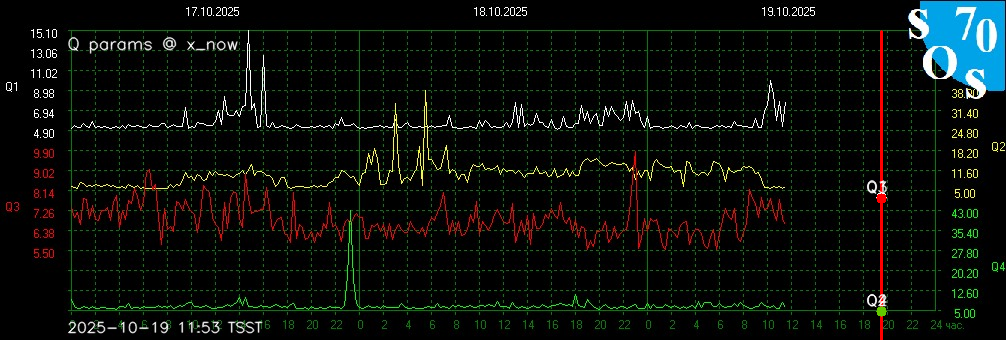 17.10.2025 18.10.2025 19.10.2025
SOS70
Q params @ x_now
Q1
15.10
13.06
11.02
8.98
6.94
4.90
Q3
9.90
9.02
8.14
7.26
6.38
5.50
Q2
31.40
24.80
18.20
11.60
5.00
Q4
43.00
35.40
27.80
20.20
12.60
5.00
Q3
2025-10-19 11:53 TSST
16 18 20 22 0 2 4 6 8 10 12 14 16 18 20 22 0 2 4 6 8 10 12 14 16 18 20 22 24 час.